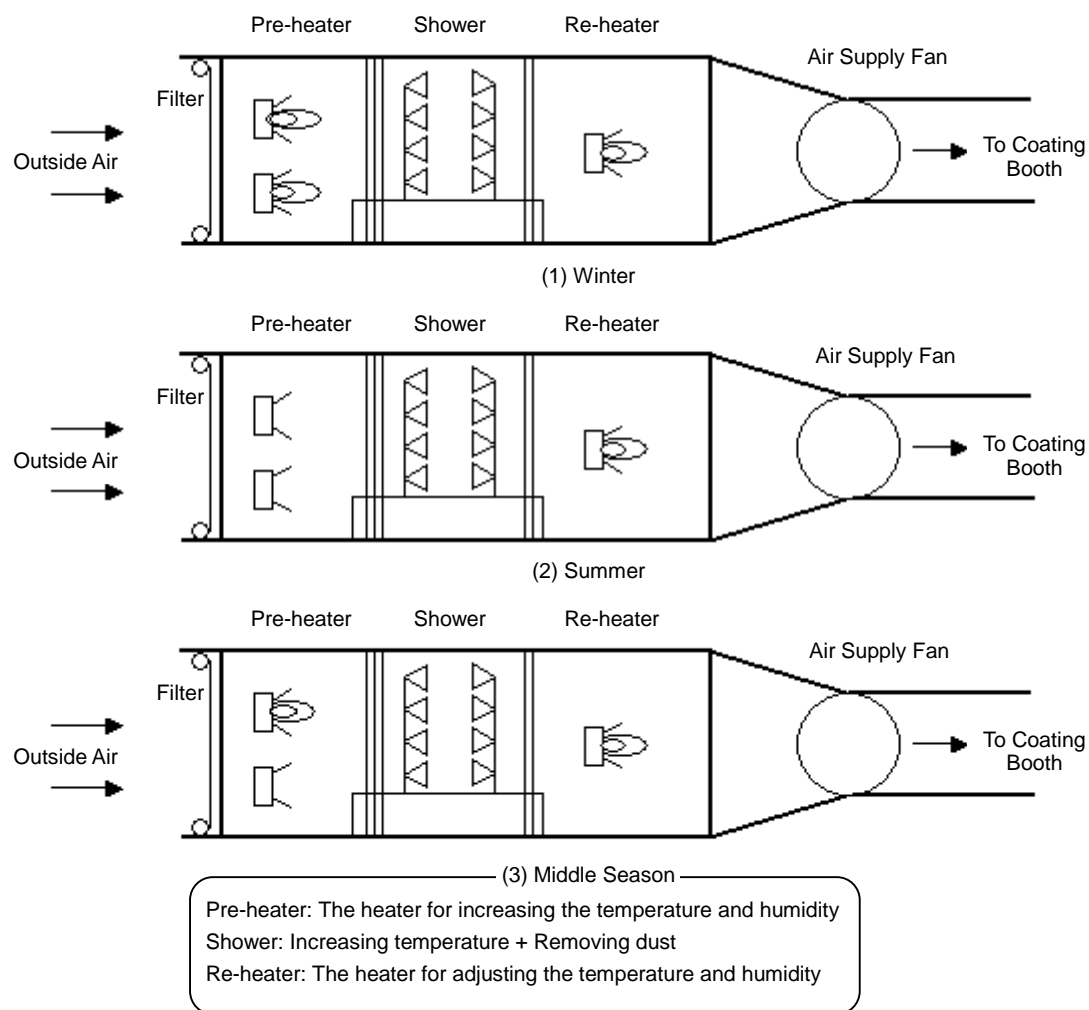 Pre-heater Shower Re-heater
Air Supply Fan
Filter
Outside Air
To Coating
Booth
(1) Winter
Pre-heater Shower Re-heater
Air Supply Fan
Filter
Outside Air
To Coating
Booth
(2) Summer
Pre-heater Shower Re-heater
Air Supply Fan
Filter
Outside Air
To Coating
Booth
(3) Middle Season
Pre-heater: The heater for increasing the temperature and humidity
Shower: Increasing temperature + Removing dust
Re-heater: The heater for adjusting the temperature and humidity